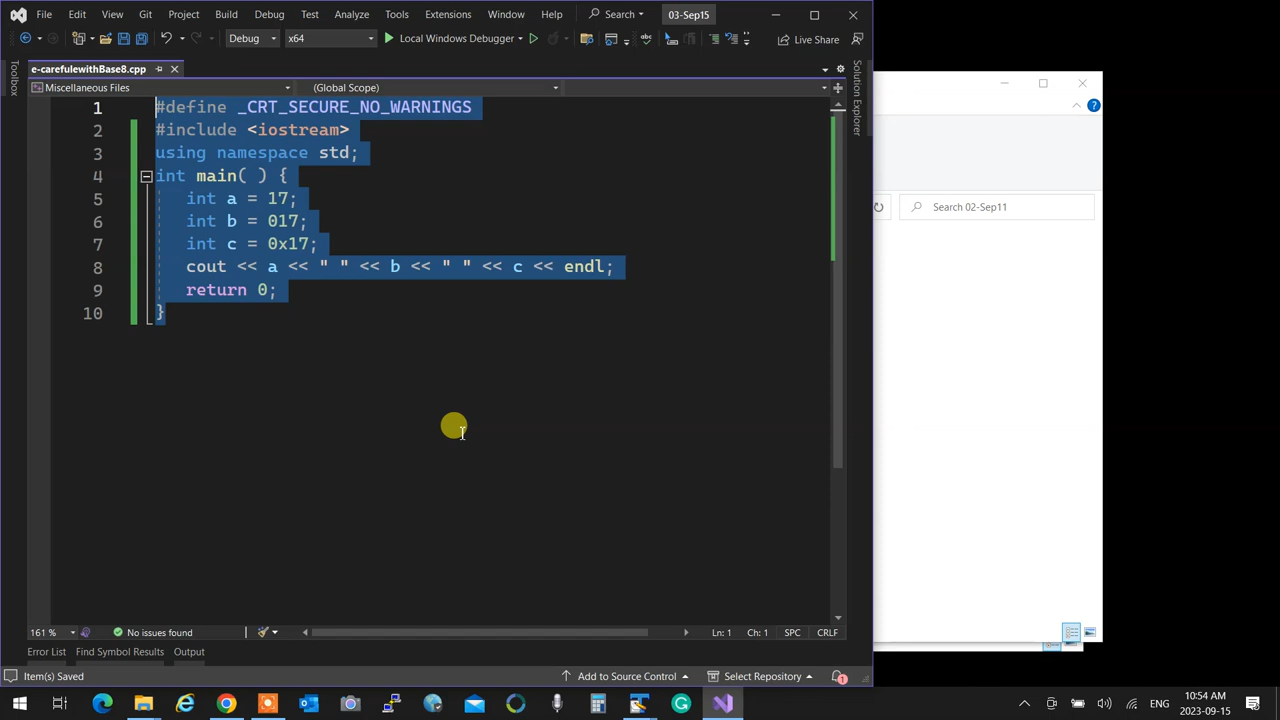 File Edit View Git Project Build Debug Test Analyze Tools Extensions Window Help Search 03-Sep15
Debug x64 Local Windows Debugger Live Share
e-carefulewithBase8.cpp
Toolbox
Solution Explorer
Miscellaneous Files (Global Scope)
1 #define _CRT_SECURE_NO_WARNINGS
2 #include <iostream>
3 using namespace std;
4 int main( ) {
5 int a = 17;
6 int b = 017;
7 int c = 0x17;
8 cout << a << " " << b << " " << c << endl;
9 return 0;
10 }
Search 02-Sep11
161 % No issues found Ln: 1 Ch: 1 SPC CRLF
Error List Find Symbol Results Output
Item(s) Saved Add to Source Control Select Repository 1
ENG 10:54 AM
2023-09-15